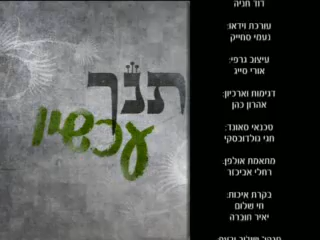 תנ"ך
עכשיו
דוד חניה
עורכת וידאו:
נעמי סחייק
עיצוב גרפי:
אורי סייג
דגימות וארכיון:
אהרון כהן
טכנאי סאונד:
חגי גולדובסקי
מתאמת אולפן:
רחלי אביכזר
בקרת איכות:
חי שלום
יאיר חוברה